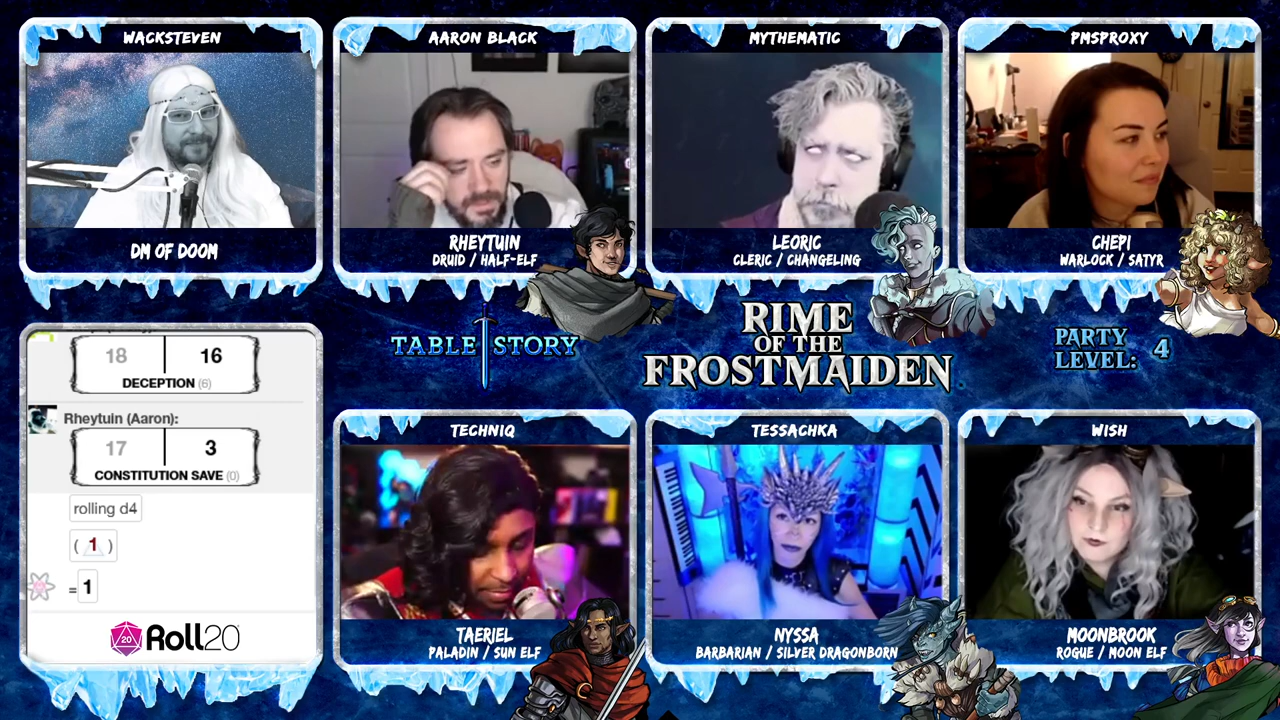 WACKSTEVEN
AARON BLACK
MYTHEMATIC
PMSPROXY
DM OF DOOM
RHEYTUIN
DRUID / HALF-ELF
LEORIC
CLERIC / CHANGELING
CHEPI
WARLOCK / SATYR
TABLE STORY
RIME
OF THE
FROSTMAIDEN
PARTY
LEVEL: 4
18 16
DECEPTION (6)
Rheytuin (Aaron):
17 3
CONSTITUTION SAVE (0)
rolling d4
( 1 )
= 1
20 Roll20
TECHNIQ
TESSACHKA
WISH
TAERIEL
PALADIN / SUN ELF
NYSSA
BARBARIAN / SILVER DRAGONBORN
MOONBROOK
ROGUE / MOON ELF